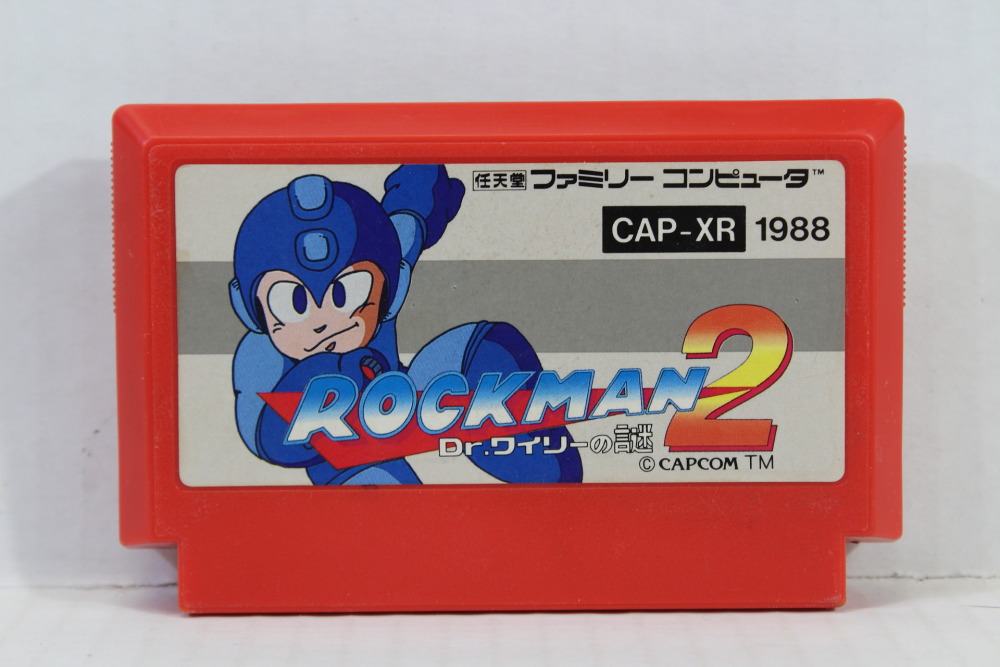 任天堂 ファミリー コンピュータ™
CAP-XR 1988
ROCKMAN 2
Dr.ワイリーの謎
© CAPCOM TM